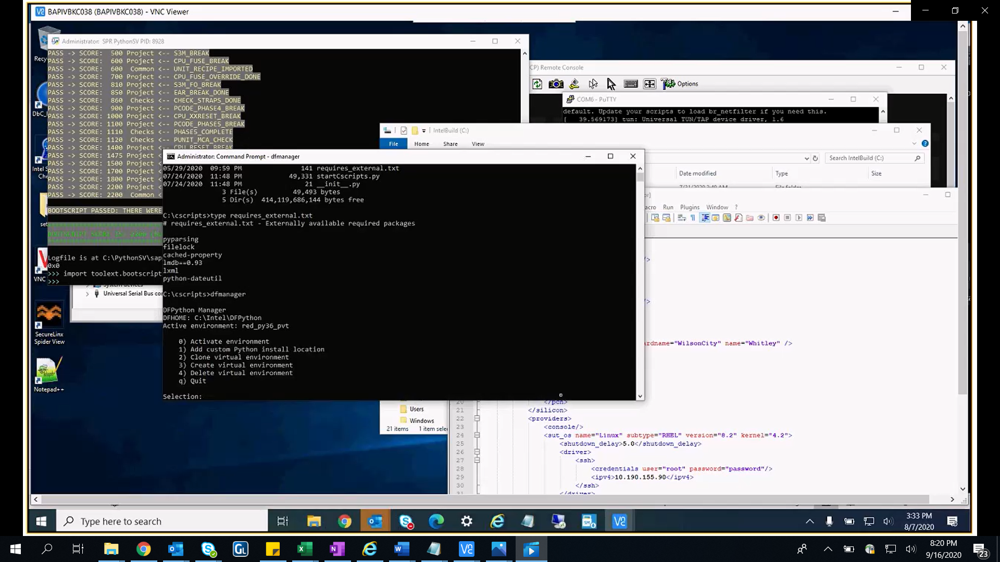 BAPIVBKC038 (BAPIVBKC038) - VNC Viewer
Administrator: SPR PythonSV PID: 8928
PASS -> SCORE: 500 Project <-- S3M_BREAK
PASS -> SCORE: 600 Project <-- CPU_FUSE_BREAK
PASS -> SCORE: 600 Common <-- UNIT_RECIPE_IMPORTED
PASS -> SCORE: 700 Project <-- CPU_FUSE_OVERRIDE_DONE
PASS -> SCORE: 810 Project <-- S3M_FO_BREAK
PASS -> SCORE: 850 Project <-- EAR_BREAK_DONE
PASS -> SCORE: 860 Checks <-- CHECK_STRAPS_DONE
PASS -> SCORE: 900 Project <-- PCODE_PHASE4_BREAK
PASS -> SCORE: 1000 Project <-- CPU_XXRESET_BREAK
PASS -> SCORE: 1100 Project <-- PCODE_PHASE5_BREAK
PASS -> SCORE: 1110 Checks <-- PHASE5_COMPLETE
PASS -> SCORE: 1120 Checks <-- PUNIT_MCA_CHECK
PASS -> SCORE: 1400 Project <-- CPU_RESET_BREAK
PASS -> SCORE: 1475 Project
PASS -> SCORE: 1500 Project
PASS -> SCORE: 1700 Project
PASS -> SCORE: 1800 Project
PASS -> SCORE: 2200 Project
PASS -> SCORE: 2200 Common <
BOOTSCRIPT PASSED: THERE WERE
Logfile is at C:\PythonSV\sap
0x0
>>> import toolext.bootscript
>>>
Universal Serial Bus co
CP) Remote Console
Options
COM6 - PuTTY
default. Update your scripts to load br_netfilter if you need this.
[ 39.569173] tun: Universal TUN/TAP device driver, 1.6
IntelBuild (C:)
File Home Share View
Search IntelBuild (C:)
Date modified Type Size
Administrator: Command Prompt - dfmanager
05/29/2020 09:59 PM 141 requires_external.txt
07/24/2020 11:48 PM 49,331 startCscripts.py
07/24/2020 11:48 PM 21 __init__.py
3 File(s) 49,493 bytes
5 Dir(s) 414,119,686,144 bytes free
C:\cscripts>type requires_external.txt
# requires_external.txt - Externally available required packages
pyparsing
filelock
cached-property
lmdb==0.93
lxml
python-dateutil
C:\cscripts>dfmanager
DFPython Manager
DFHOME: C:\Intel\DFPython
Active environment: red_py36_pvt
0) Activate environment
1) Add custom Python install location
2) Clone virtual environment
3) Create virtual environment
4) Delete virtual environment
q) Quit
Selection:
or]
acro Run Plugins Window ?
/>
/>
ardname="WilsonCity" name="Whitley" />
Users
Windows
21 items 1 item sele
20 </pch>
21 </silicon>
22 <providers>
23 <console/>
24 <sut_os name="Linux" subtype="RHEL" version="8.2" kernel="4.2">
25 <shutdown_delay>5.0</shutdown_delay>
26 <driver>
27 <ssh>
28 <credentials user="root" password="password"/>
29 <ipv4>10.190.155.90</ipv4>
30 </ssh>
31 </driver>
Recy
DbC_
Intel S
Che
set
VNC
SecureLinx
Spider View
Notepad++
Type here to search
3:33 PM
8/7/2020
8:20 PM
9/16/2020
23